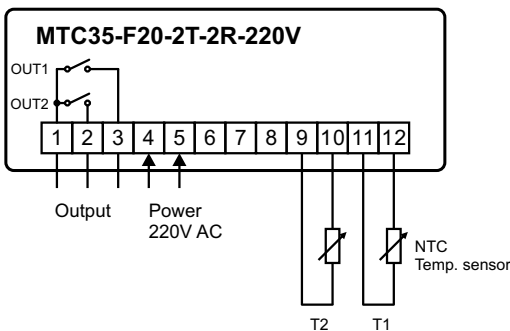 MTC35-F20-2T-2R-220V
OUT1
OUT2
1 2 3 4 5 6 7 8 9 10 11 12
Output
Power
220V AC
NTC
Temp. sensor
T2
T1